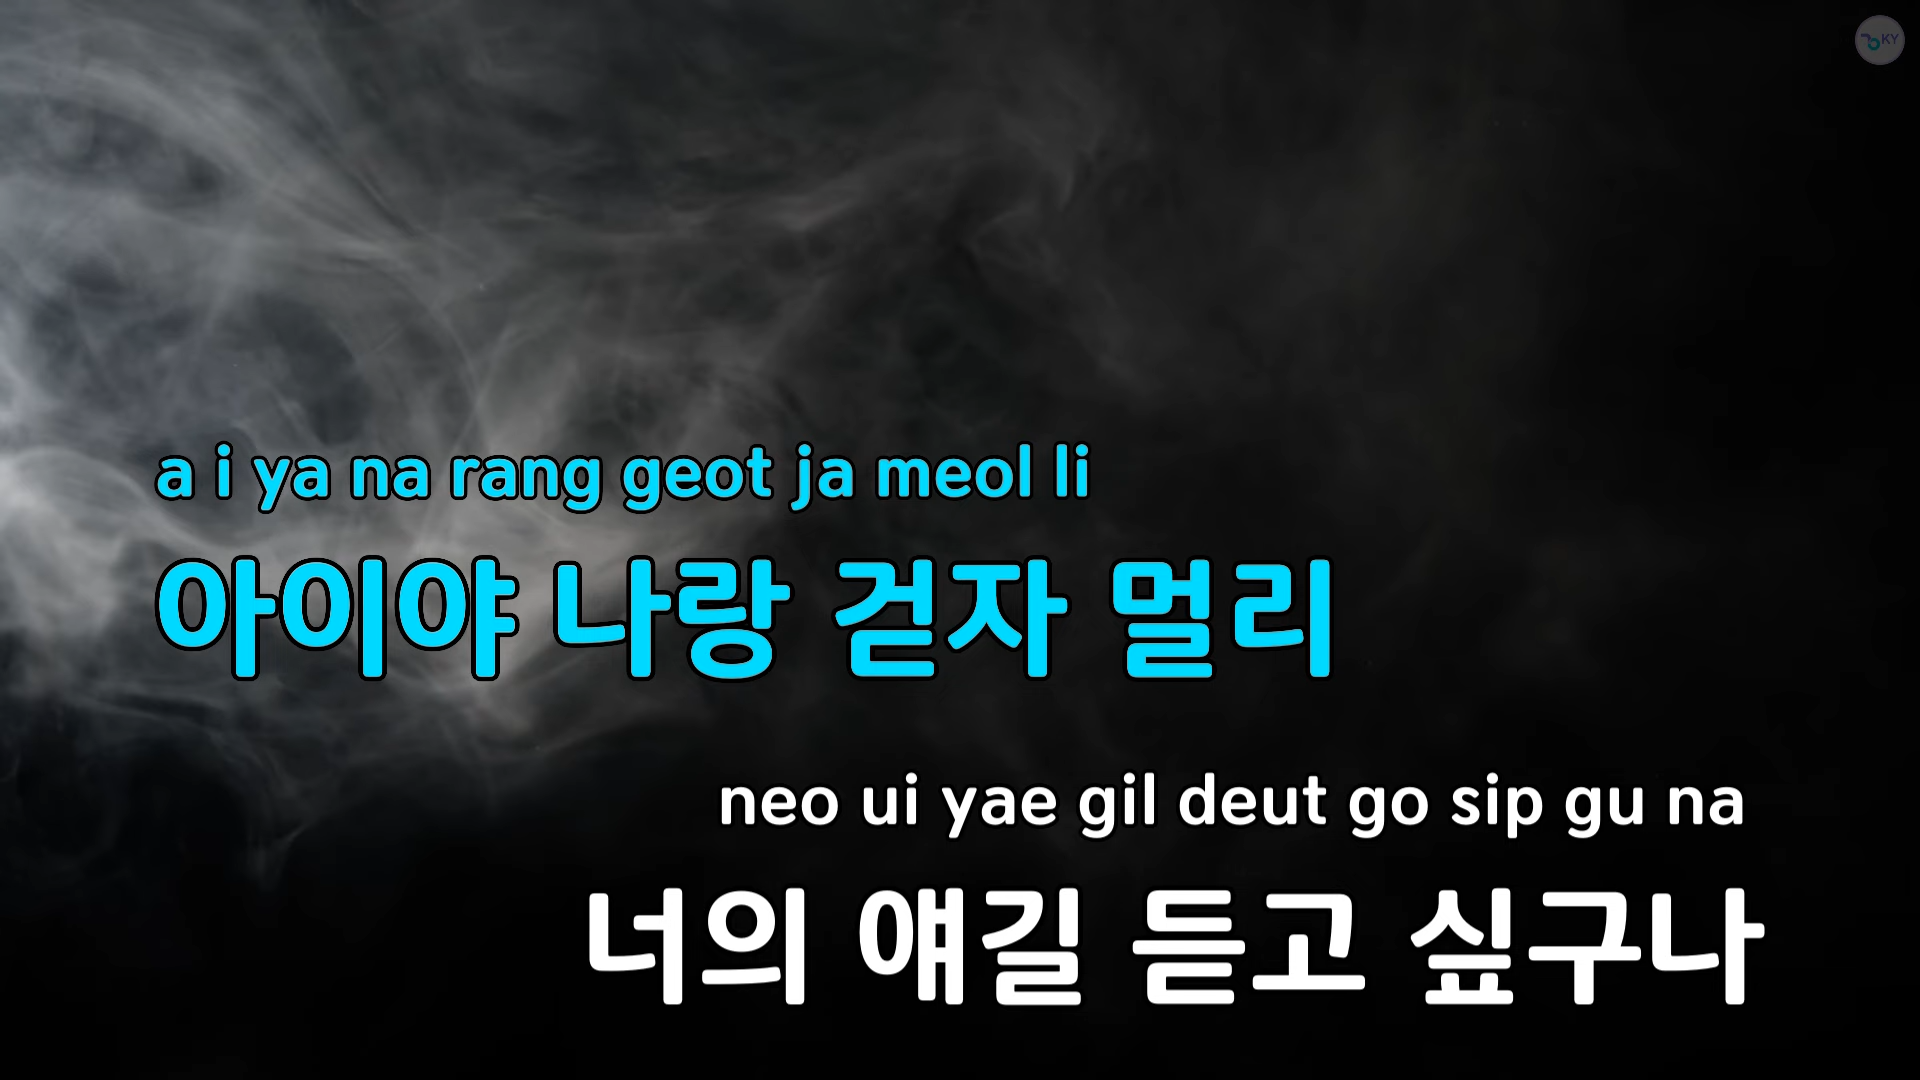 KY
a i ya na rang geot ja meol li
아이야 나랑 걷자 멀리
neo ui yae gil deut go sip gu na
너의 얘길 듣고 싶구나